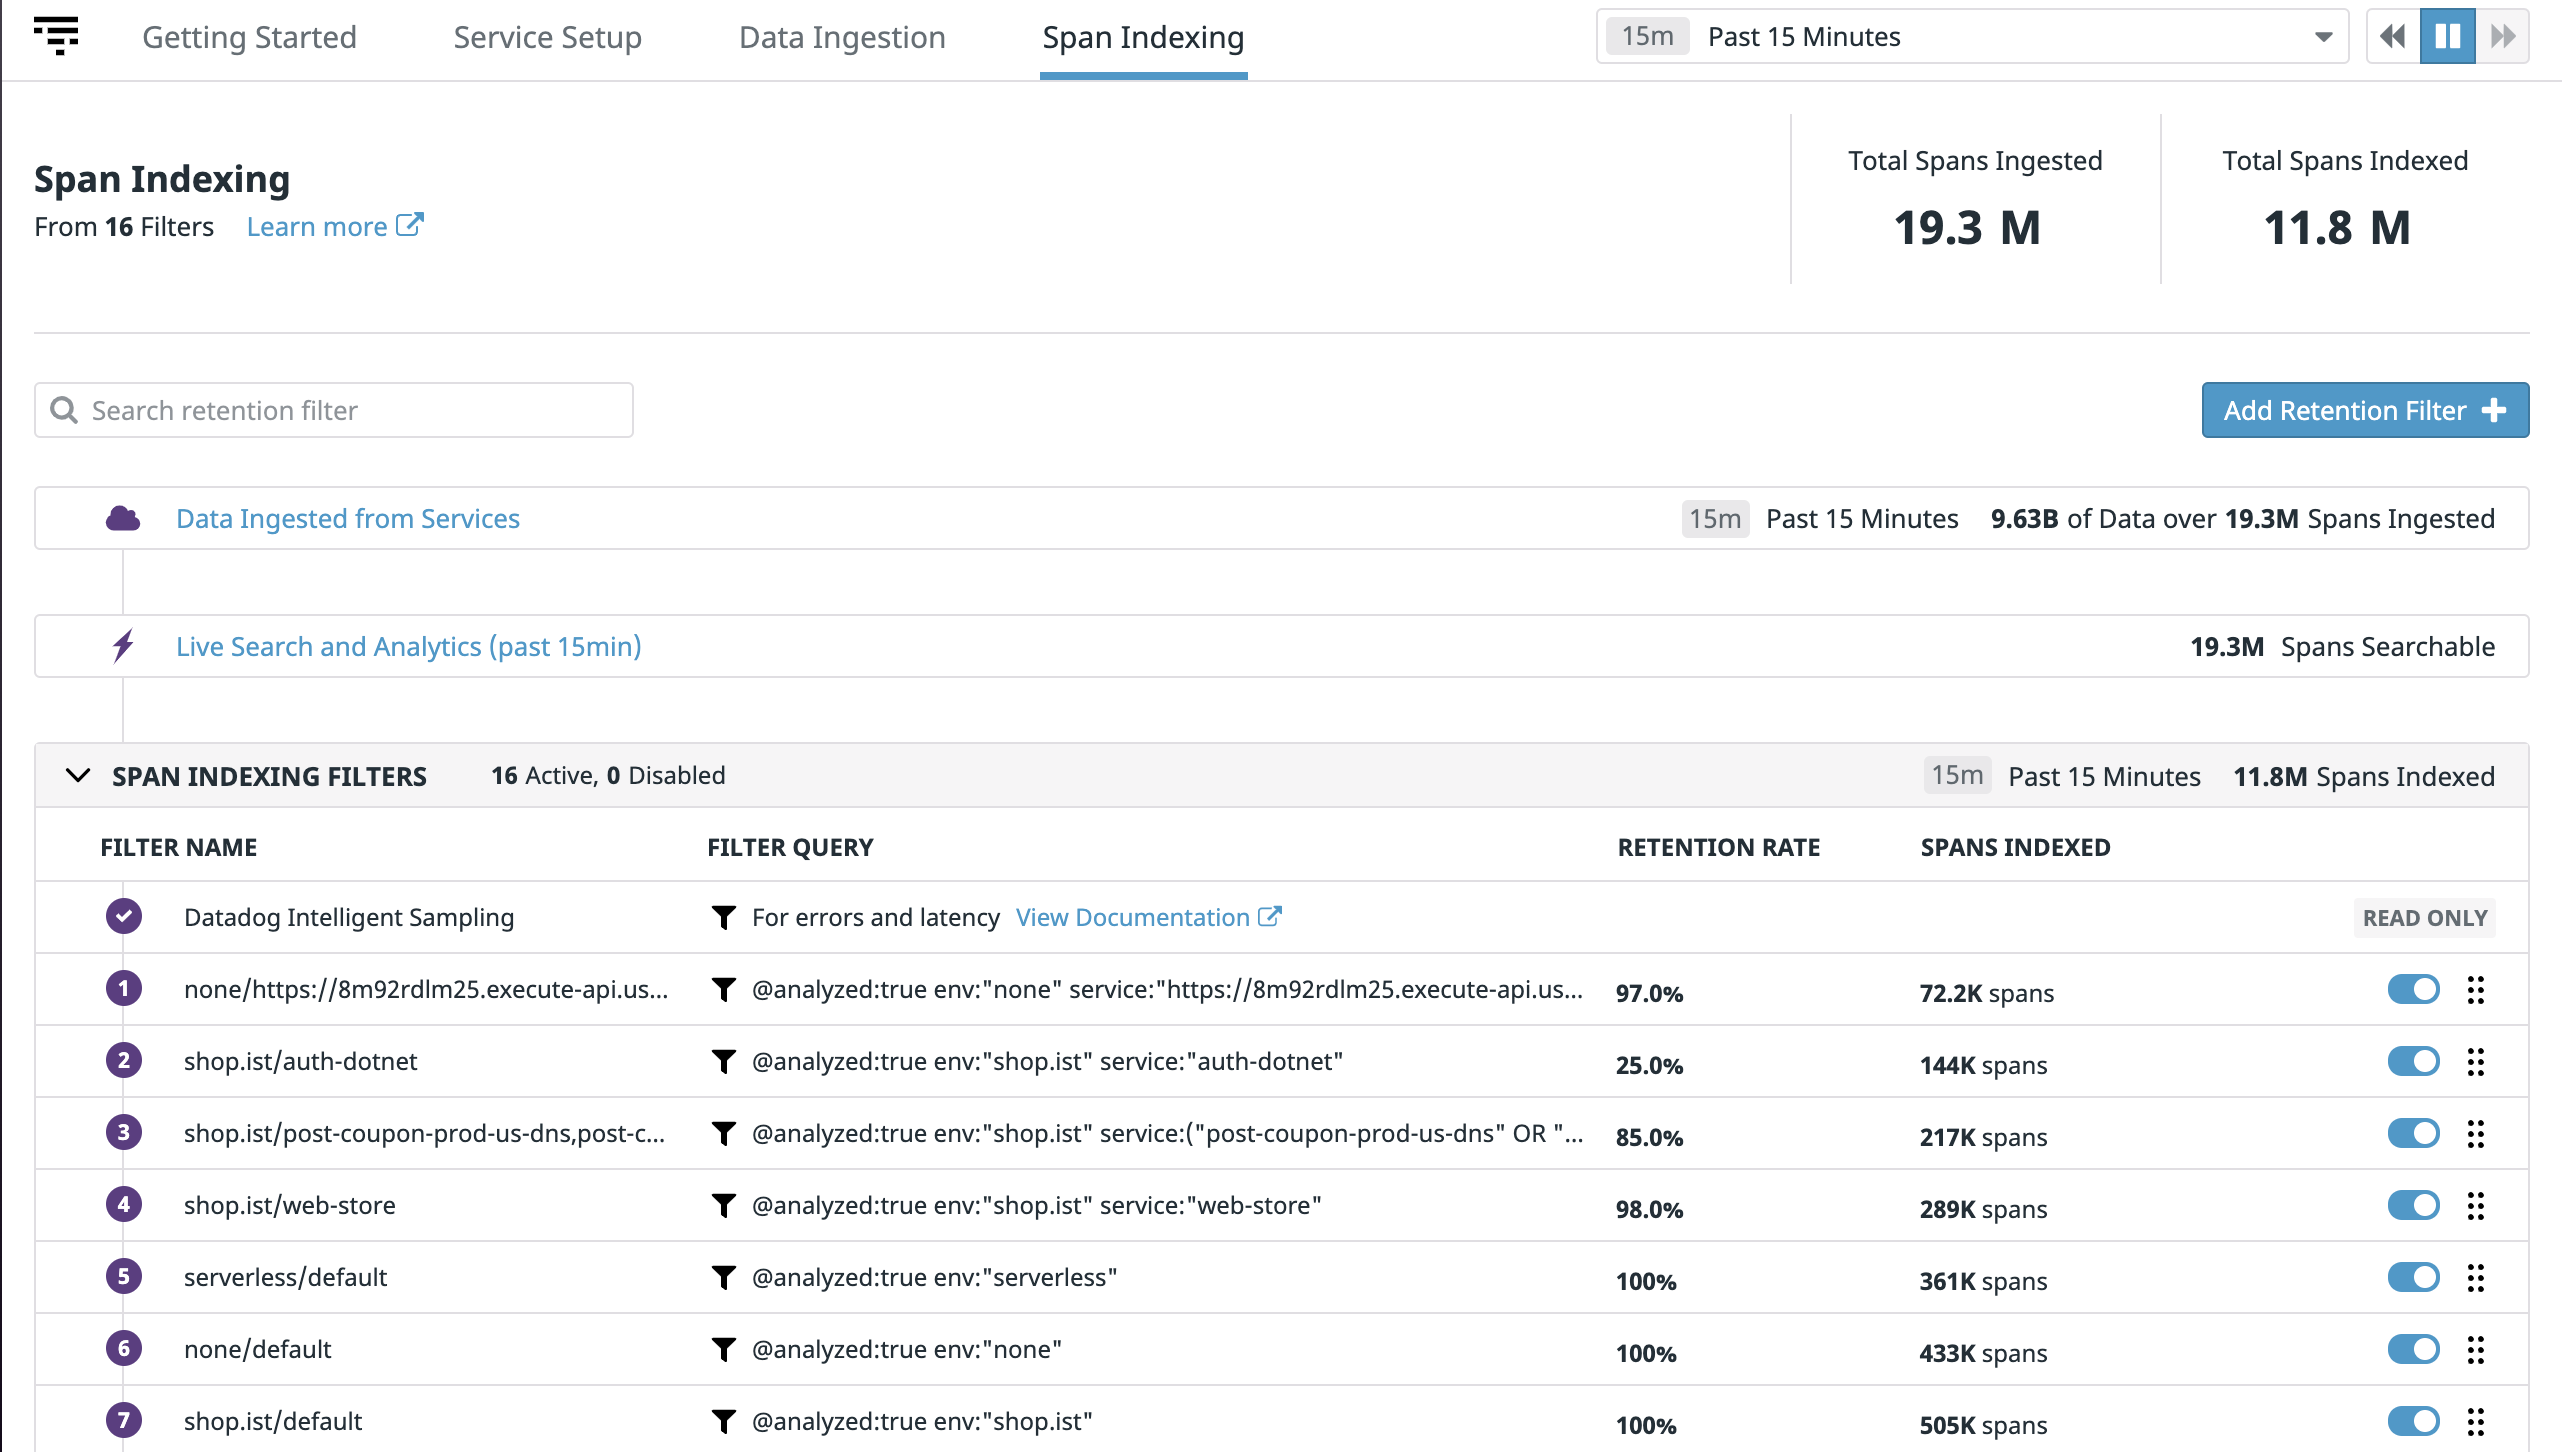 Getting Started Service Setup Data Ingestion Span Indexing 15m Past 15 Minutes
Span Indexing
From 16 Filters Learn more
Total Spans Ingested
19.3 M
Total Spans Indexed
11.8 M
Search retention filter
Add Retention Filter
Data Ingested from Services 15m Past 15 Minutes 9.63B of Data over 19.3M Spans Ingested
Live Search and Analytics (past 15min) 19.3M Spans Searchable
SPAN INDEXING FILTERS 16 Active, 0 Disabled 15m Past 15 Minutes 11.8M Spans Indexed
FILTER NAME FILTER QUERY RETENTION RATE SPANS INDEXED
Datadog Intelligent Sampling For errors and latency View Documentation READ ONLY
1 none/https://8m92rdlm25.execute-api.us... @analyzed:true env:"none" service:"https://8m92rdlm25.execute-api.us... 97.0% 72.2K spans
2 shop.ist/auth-dotnet @analyzed:true env:"shop.ist" service:"auth-dotnet" 25.0% 144K spans
3 shop.ist/post-coupon-prod-us-dns,post-c... @analyzed:true env:"shop.ist" service:("post-coupon-prod-us-dns" OR "... 85.0% 217K spans
4 shop.ist/web-store @analyzed:true env:"shop.ist" service:"web-store" 98.0% 289K spans
5 serverless/default @analyzed:true env:"serverless" 100% 361K spans
6 none/default @analyzed:true env:"none" 100% 433K spans
7 shop.ist/default @analyzed:true env:"shop.ist" 100% 505K spans